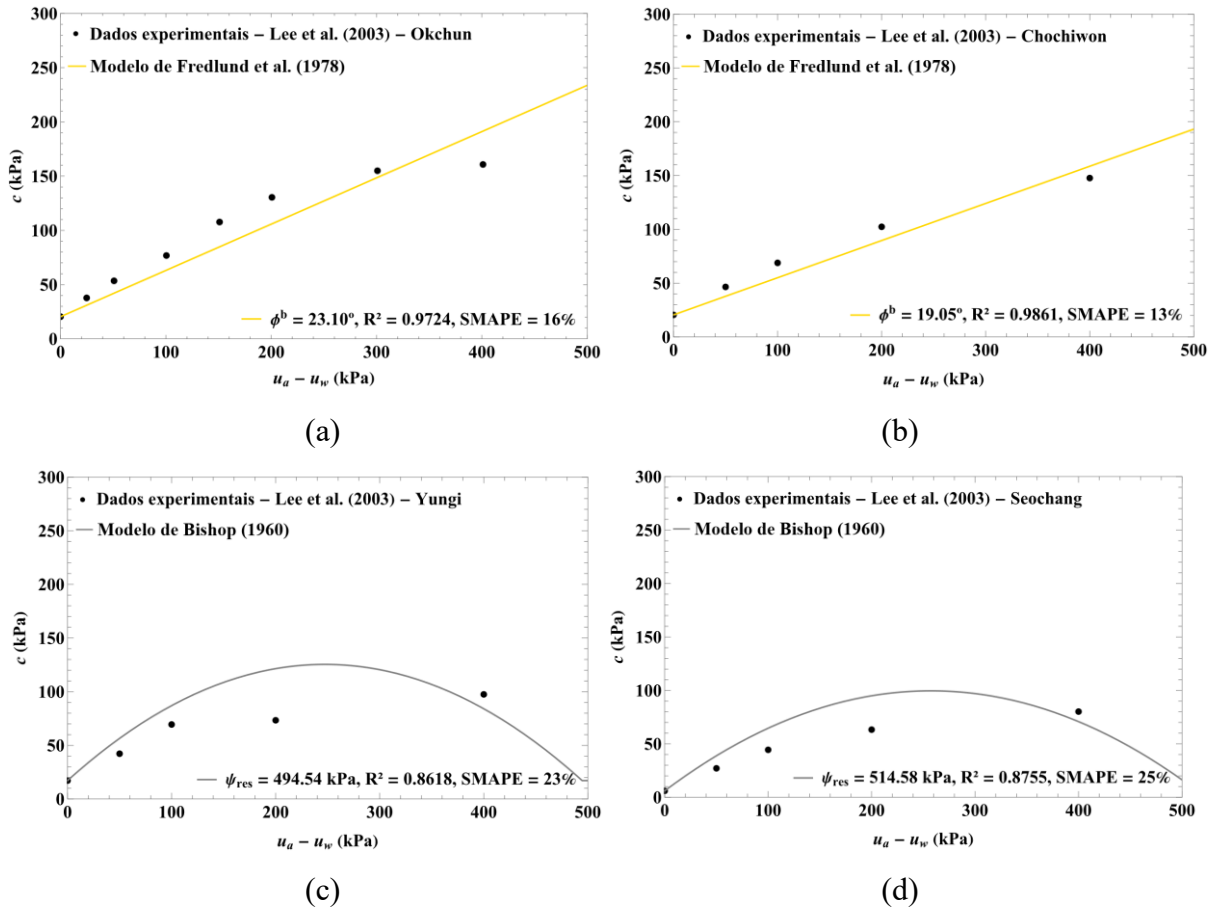 300
Dados experimentais – Lee et al. (2003) – Okchun
250
Modelo de Fredlund et al. (1978)
200
150
c (kPa)
100
50
ϕᵇ = 23.10º, R² = 0.9724, SMAPE = 16%
0
0 100 200 300 400 500
uₐ – u_w (kPa)
(a)
300
Dados experimentais – Lee et al. (2003) – Chochiwon
250
Modelo de Fredlund et al. (1978)
200
150
c (kPa)
100
50
ϕᵇ = 19.05º, R² = 0.9861, SMAPE = 13%
0
0 100 200 300 400 500
uₐ – u_w (kPa)
(b)
300
Dados experimentais – Lee et al. (2003) – Yungi
250
Modelo de Bishop (1960)
200
150
c (kPa)
100
50
ψres = 494.54 kPa, R² = 0.8618, SMAPE = 23%
0
0 100 200 300 400 500
uₐ – u_w (kPa)
(c)
300
Dados experimentais – Lee et al. (2003) – Seochang
250
Modelo de Bishop (1960)
200
150
c (kPa)
100
50
ψres = 514.58 kPa, R² = 0.8755, SMAPE = 25%
0
0 100 200 300 400 500
uₐ – u_w (kPa)
(d)